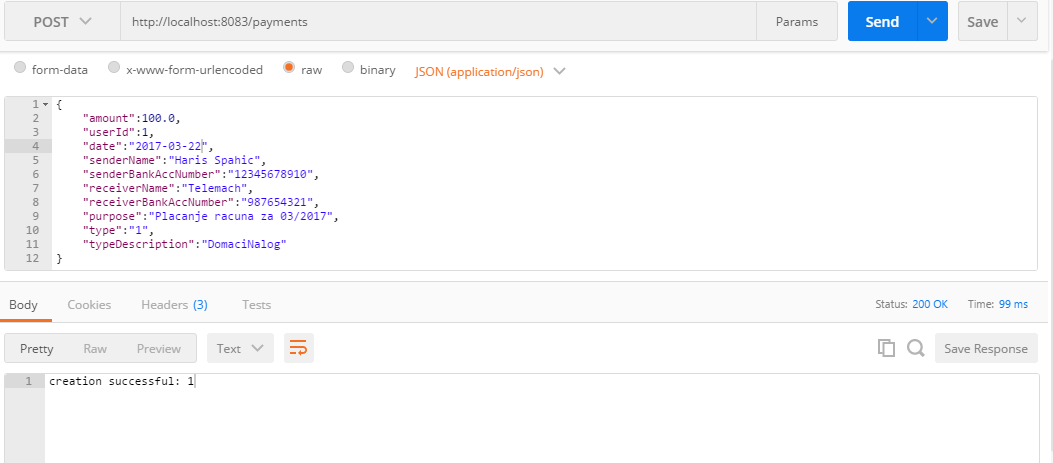 POST http://localhost:8083/payments Params Send Save
form-data x-www-form-urlencoded raw binary JSON (application/json)
1 {
2 "amount":100.0,
3 "userId":1,
4 "date":"2017-03-22",
5 "senderName":"Haris Spahic",
6 "senderBankAccNumber":"12345678910",
7 "receiverName":"Telemach",
8 "receiverBankAccNumber":"987654321",
9 "purpose":"Placanje racuna za 03/2017",
10 "type":"1",
11 "typeDescription":"DomaciNalog"
12 }
Body Cookies Headers (3) Tests Status: 200 OK Time: 99 ms
Pretty Raw Preview Text Save Response
1 creation successful: 1